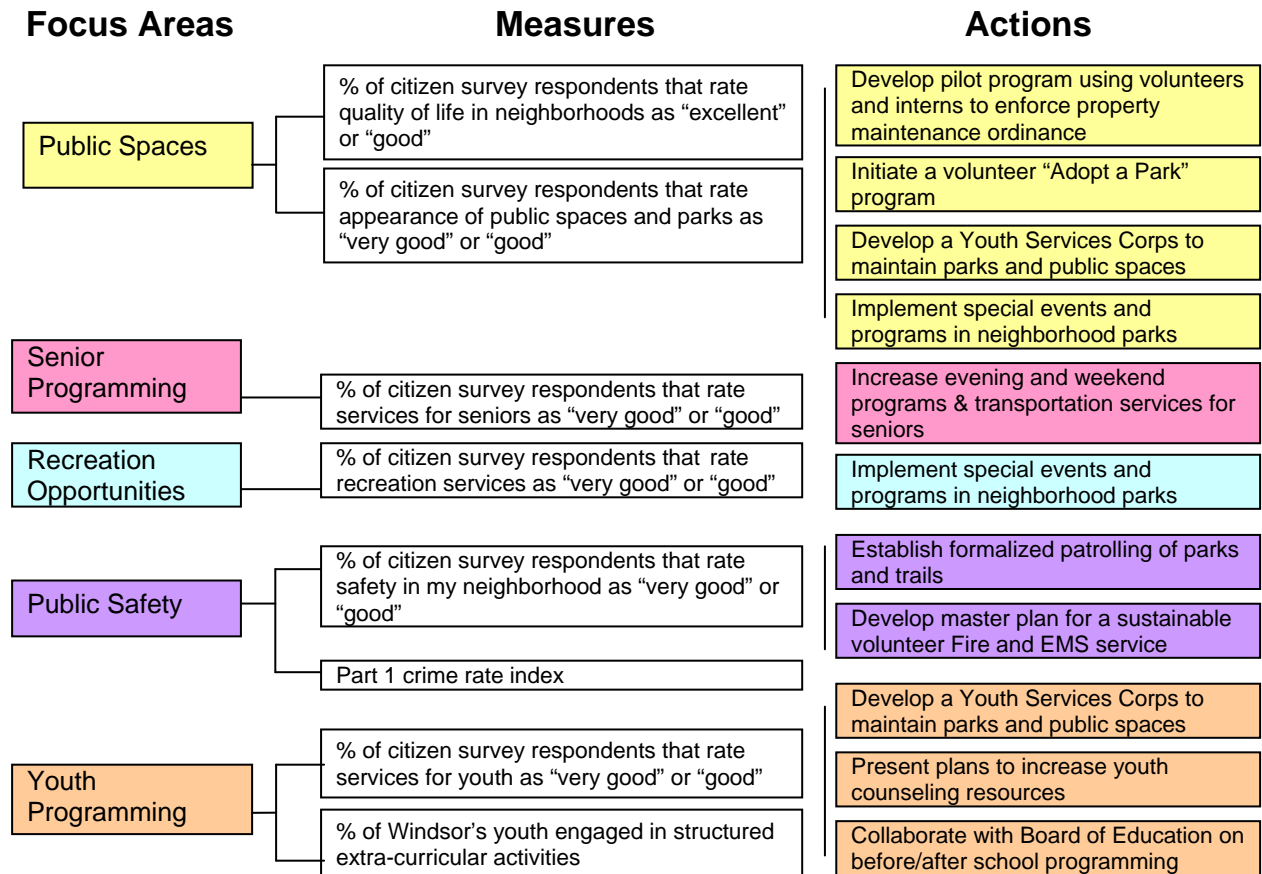 Focus Areas
Measures
Actions
Public Spaces
% of citizen survey respondents that rate
quality of life in neighborhoods as “excellent”
or “good”
% of citizen survey respondents that rate
appearance of public spaces and parks as
“very good” or “good”
Develop pilot program using volunteers
and interns to enforce property
maintenance ordinance
Initiate a volunteer “Adopt a Park”
program
Develop a Youth Services Corps to
maintain parks and public spaces
Implement special events and
programs in neighborhood parks
Senior
Programming
% of citizen survey respondents that rate
services for seniors as “very good” or “good”
Increase evening and weekend
programs & transportation services for
seniors
Recreation
Opportunities
% of citizen survey respondents that rate
recreation services as “very good” or “good”
Implement special events and
programs in neighborhood parks
Public Safety
% of citizen survey respondents that rate
safety in my neighborhood as “very good” or
“good”
Part 1 crime rate index
Establish formalized patrolling of parks
and trails
Develop master plan for a sustainable
volunteer Fire and EMS service
Youth
Programming
% of citizen survey respondents that rate
services for youth as “very good” or “good”
% of Windsor’s youth engaged in structured
extra-curricular activities
Develop a Youth Services Corps to
maintain parks and public spaces
Present plans to increase youth
counseling resources
Collaborate with Board of Education on
before/after school programming